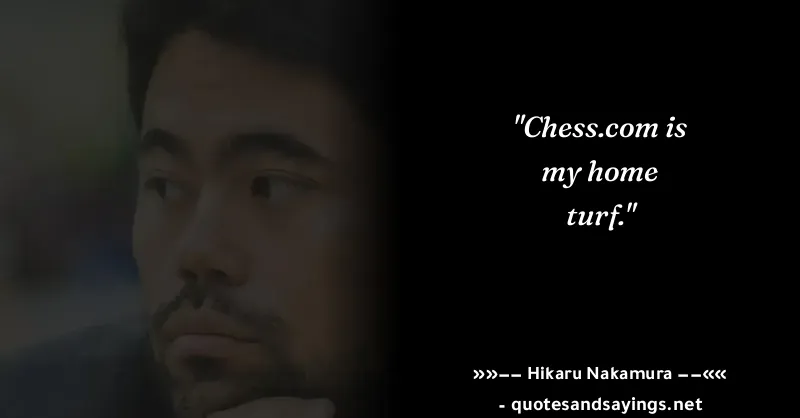 "Chess.com is
my home
turf."
»»−− Hikaru Nakamura −−««
- quotesandsayings.net